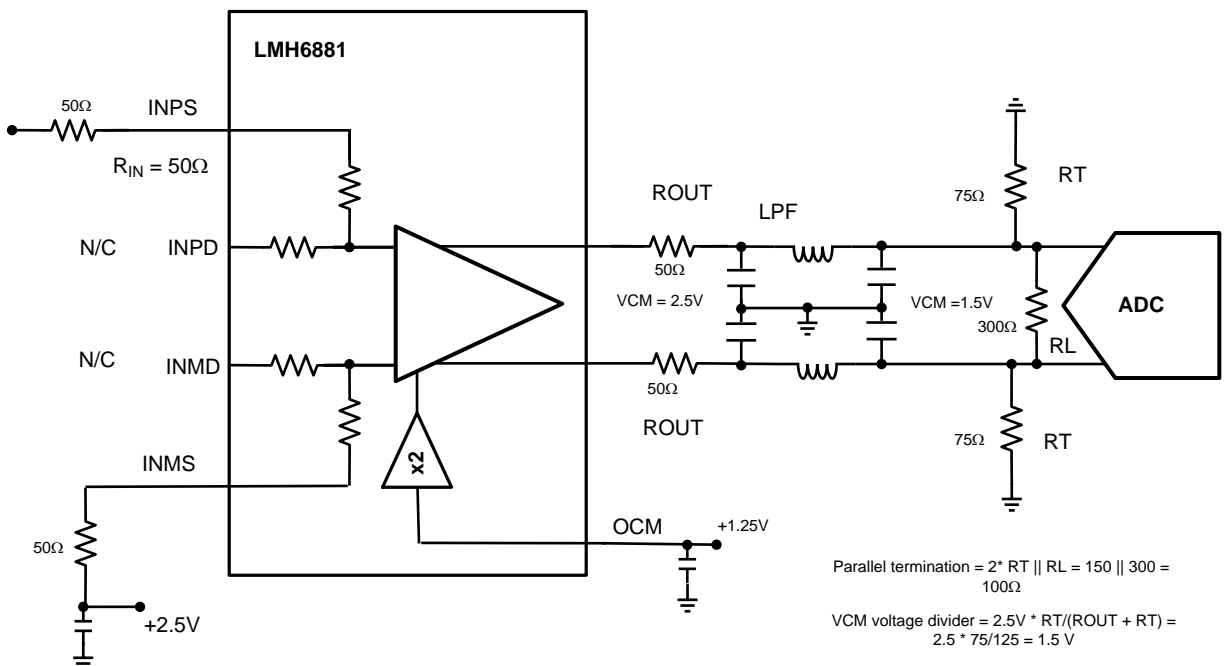 LMH6881
50Ω
INPS
RIN = 50Ω
N/C
INPD
N/C
INMD
INMS
50Ω
+2.5V
x2
OCM
+1.25V
ROUT
50Ω
LPF
VCM = 2.5V
VCM =1.5V
50Ω
ROUT
75Ω
RT
300Ω
RL
ADC
75Ω
RT
Parallel termination = 2* RT || RL = 150 || 300 =
100Ω
VCM voltage divider = 2.5V * RT/(ROUT + RT) =
2.5 * 75/125 = 1.5 V